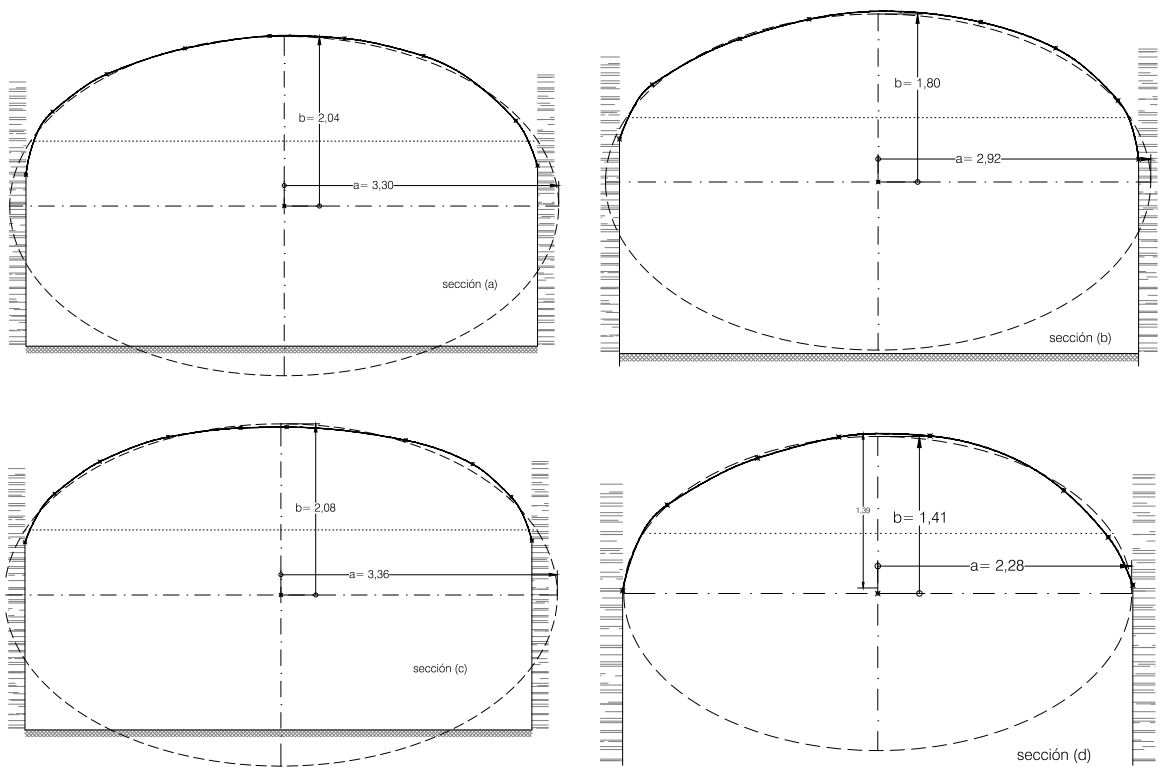 b= 2,04
a= 3,30
sección (a)
b= 1,80
a= 2,92
sección (b)
b= 2,08
a= 3,36
sección (c)
1,39
b= 1,41
a= 2,28
sección (d)